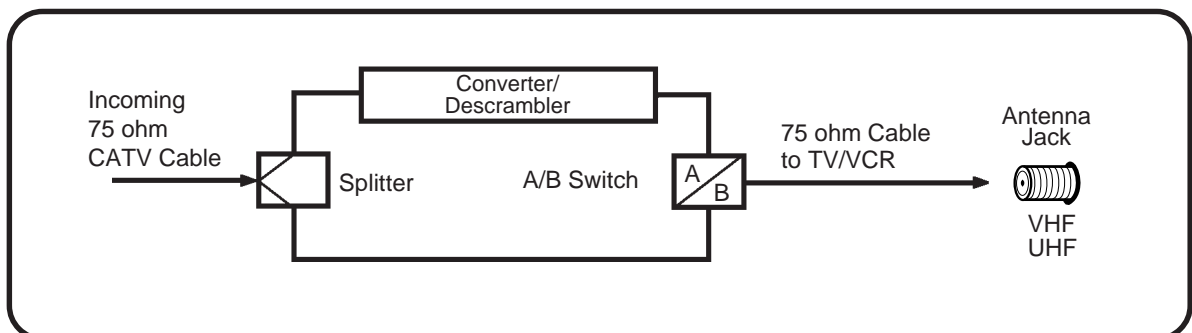 Incoming
75 ohm
CATV Cable
Splitter
Converter/
Descrambler
A/B Switch
A
B
75 ohm Cable
to TV/VCR
Antenna
Jack
VHF
UHF